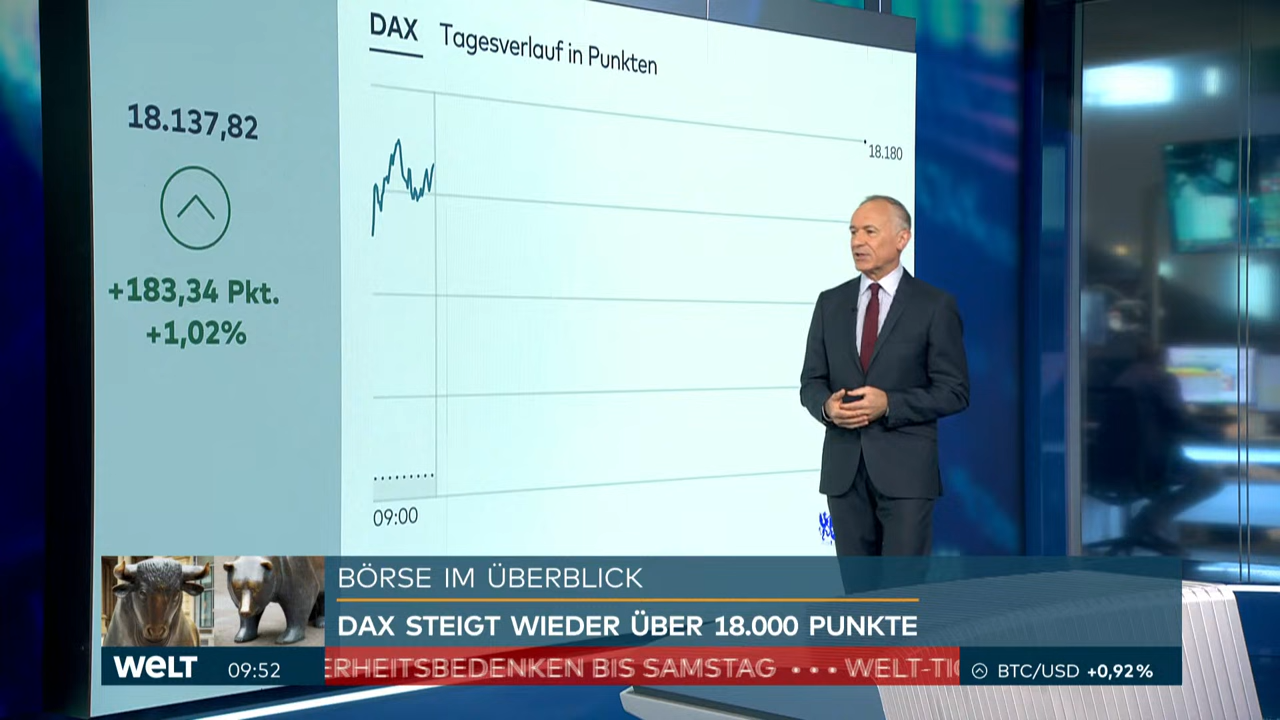 DAX Tagesverlauf in Punkten
18.137,82
18.180
+183,34 Pkt.
+1,02%
09:00
BÖRSE IM ÜBERBLICK
DAX STEIGT WIEDER ÜBER 18.000 PUNKTE
welt 09:52 ERHEITSBEDENKEN BIS SAMSTAG • • • WELT-TIC BTC/USD +0,92%